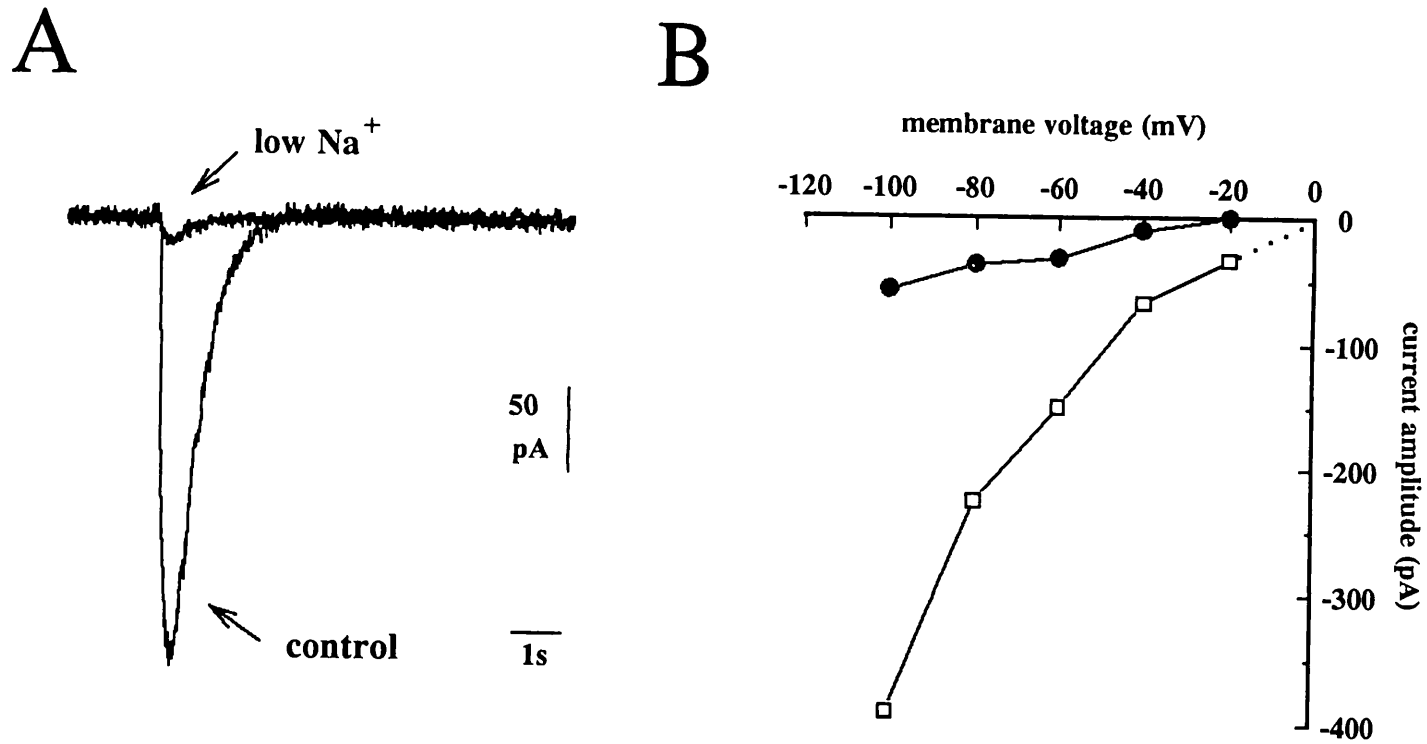 A
B
low Na+
control
50
pA
1s
membrane voltage (mV)
-120 -100 -80 -60 -40 -20 0
0
-100
-200
-300
-400
current amplitude (pA)